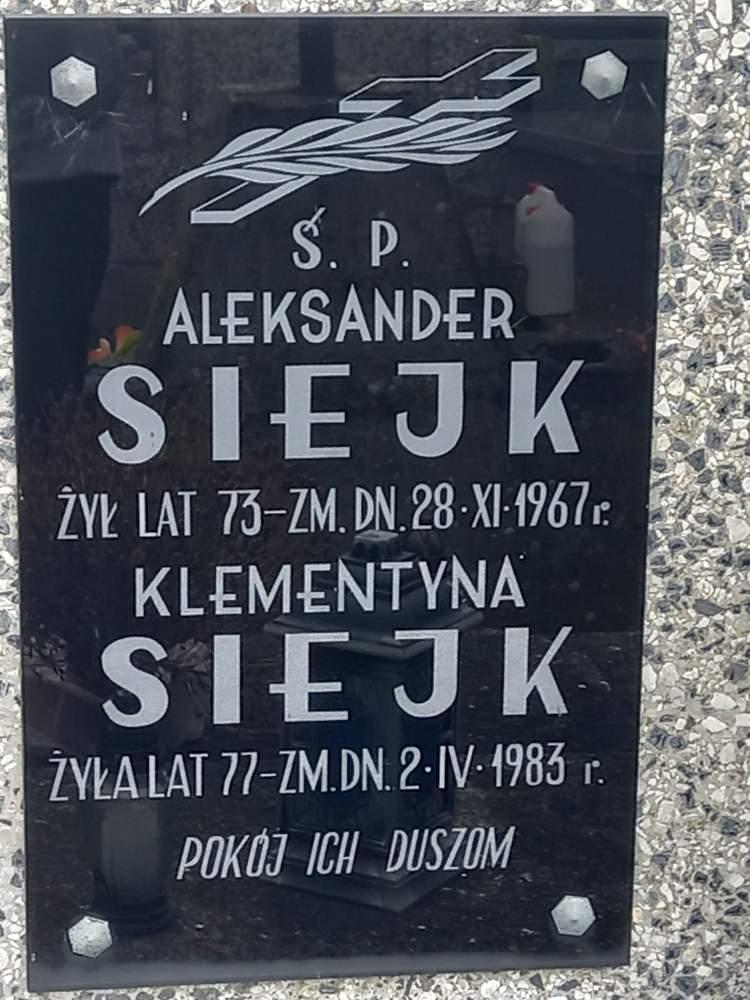 Ś. P.
ALEKSANDER
SIEJK
ŻYŁ LAT 73-ZM. DN. 28·XI·1967 r.
KLEMENTYNA
SIEJK
ŻYŁA LAT 77-ZM. DN. 2·IV·1983 r.
POKÓJ ICH DUSZOM